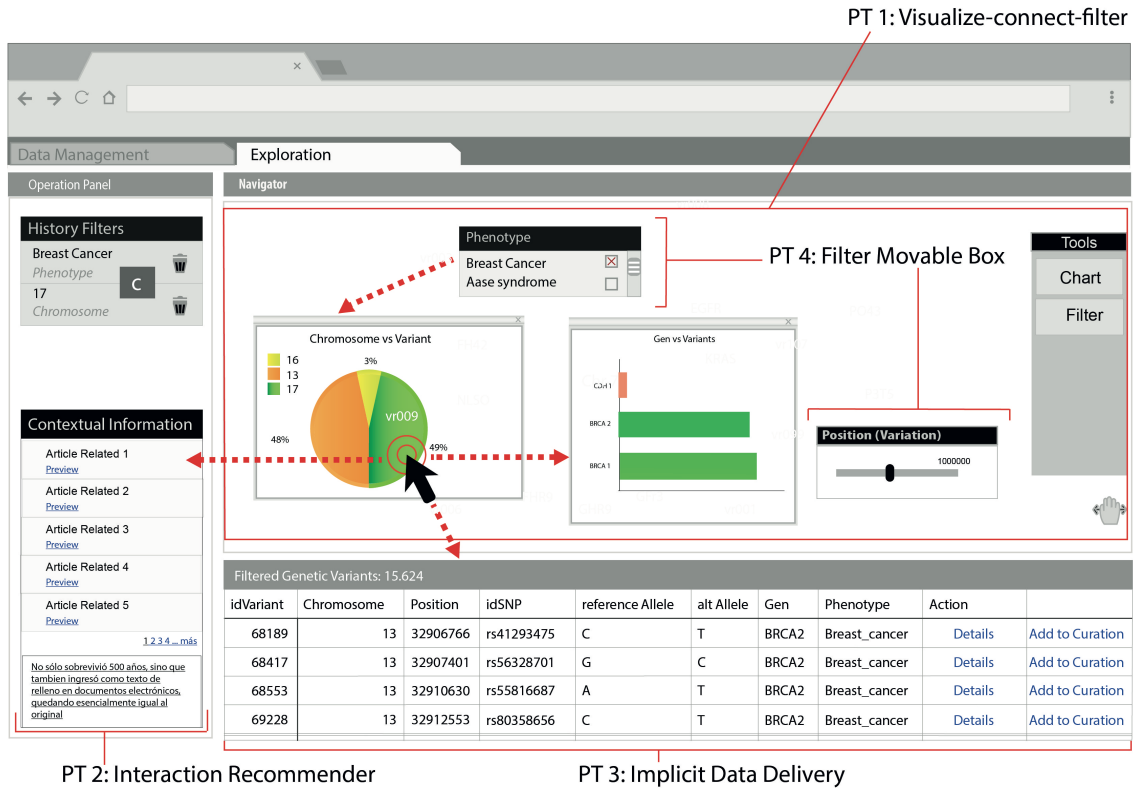 PT 1: Visualize-connect-filter
Data Management
Exploration
Operation Panel
Navigator
History Filters
Breast Cancer
Phenotype
C
17
Chromosome
Phenotype
Breast Cancer
Aase syndrome
PT 4: Filter Movable Box
Tools
Chart
Filter
Chromosome vs Variant
16
13
17
3%
48%
49%
vr009
Gen vs Variants
CDH 1
BRCA 2
BRCA 1
Position (Variation)
1000000
Contextual Information
Article Related 1
Preview
Article Related 2
Preview
Article Related 3
Preview
Article Related 4
Preview
Article Related 5
Preview
1 2 3 4 ... más
No sólo sobrevivió 500 años, sino que
tambien ingresó como texto de
relleno en documentos electrónicos,
quedando esencialmente igual al
original
Filtered Genetic Variants: 15.624
idVariant Chromosome Position idSNP reference Allele alt Allele Gen Phenotype Action
68189 13 32906766 rs41293475 C T BRCA2 Breast_cancer Details Add to Curation
68417 13 32907401 rs56328701 G C BRCA2 Breast_cancer Details Add to Curation
68553 13 32910630 rs55816687 A T BRCA2 Breast_cancer Details Add to Curation
69228 13 32912553 rs80358656 C T BRCA2 Breast_cancer Details Add to Curation
PT 2: Interaction Recommender
PT 3: Implicit Data Delivery